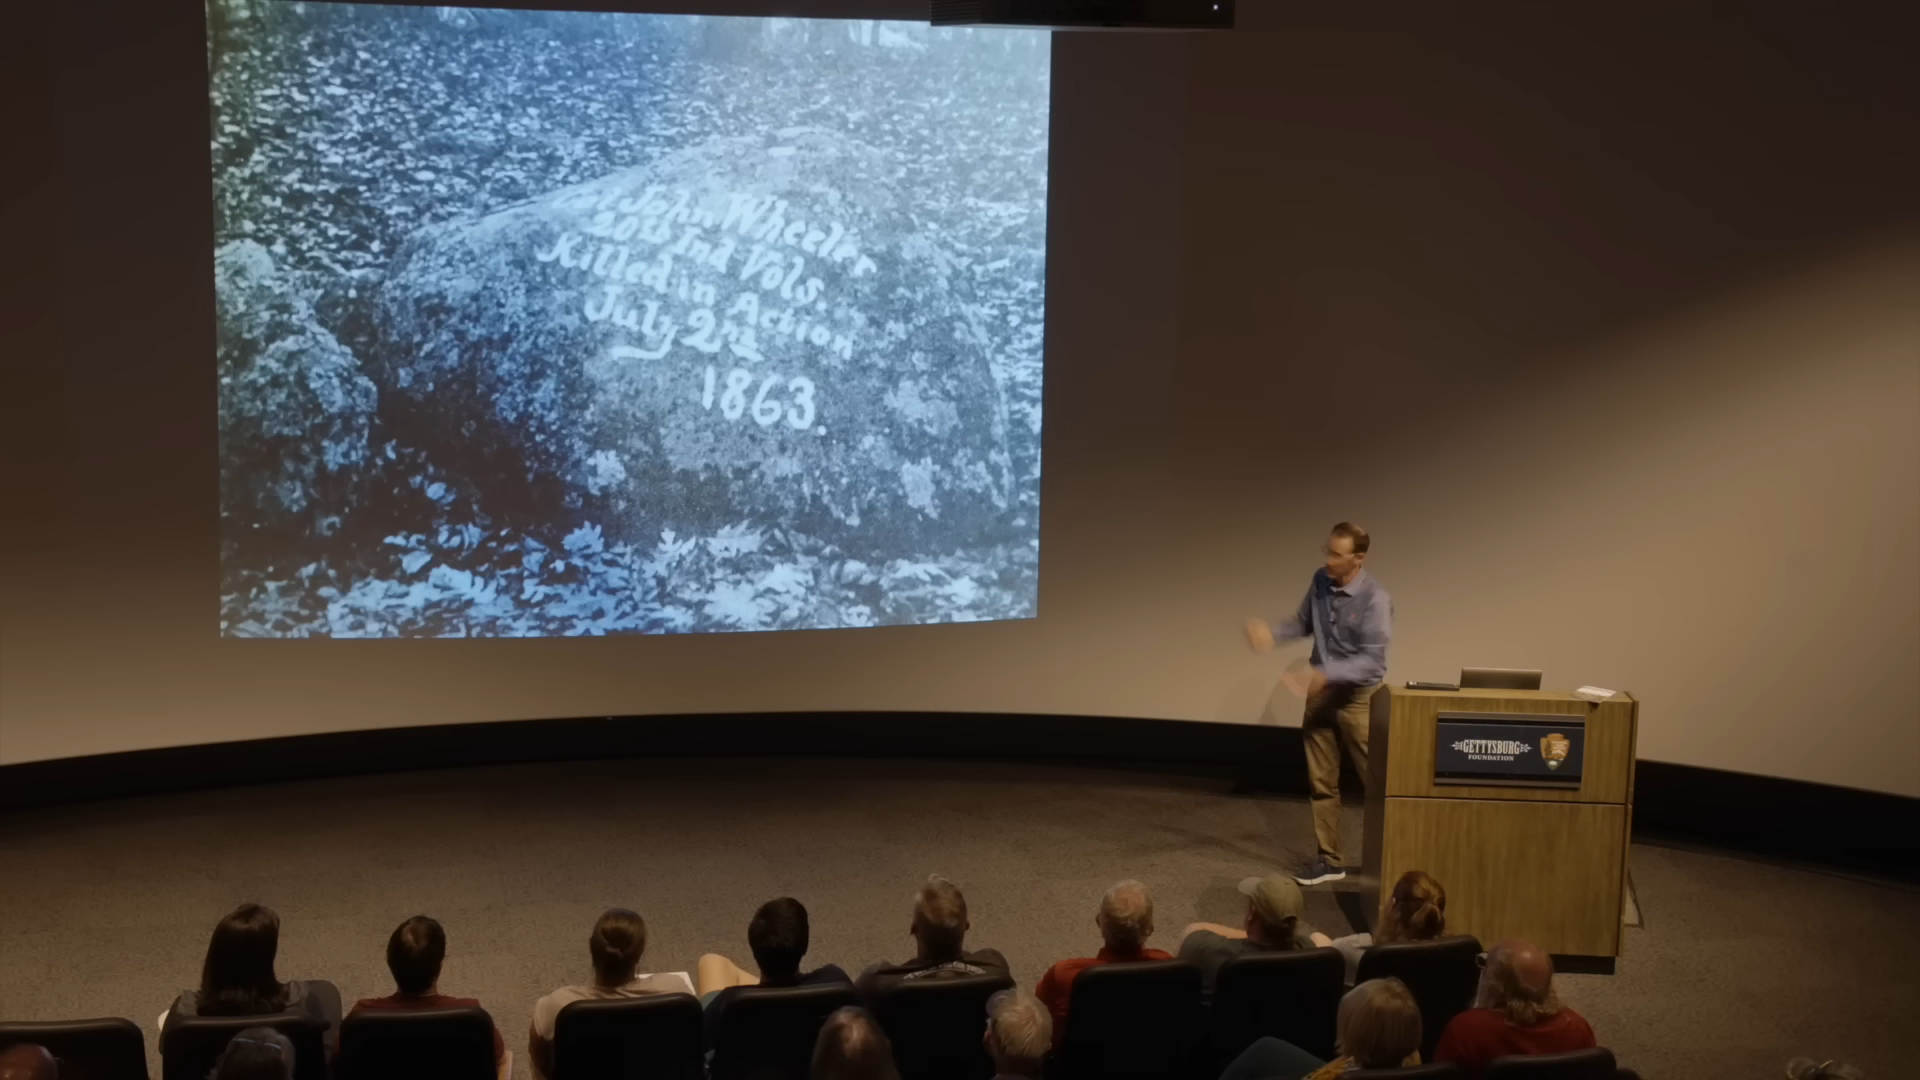 John Wheeler
20th Ind Vols.
Killed in Action
July 2nd
1863.
GETTYSBURG
FOUNDATION